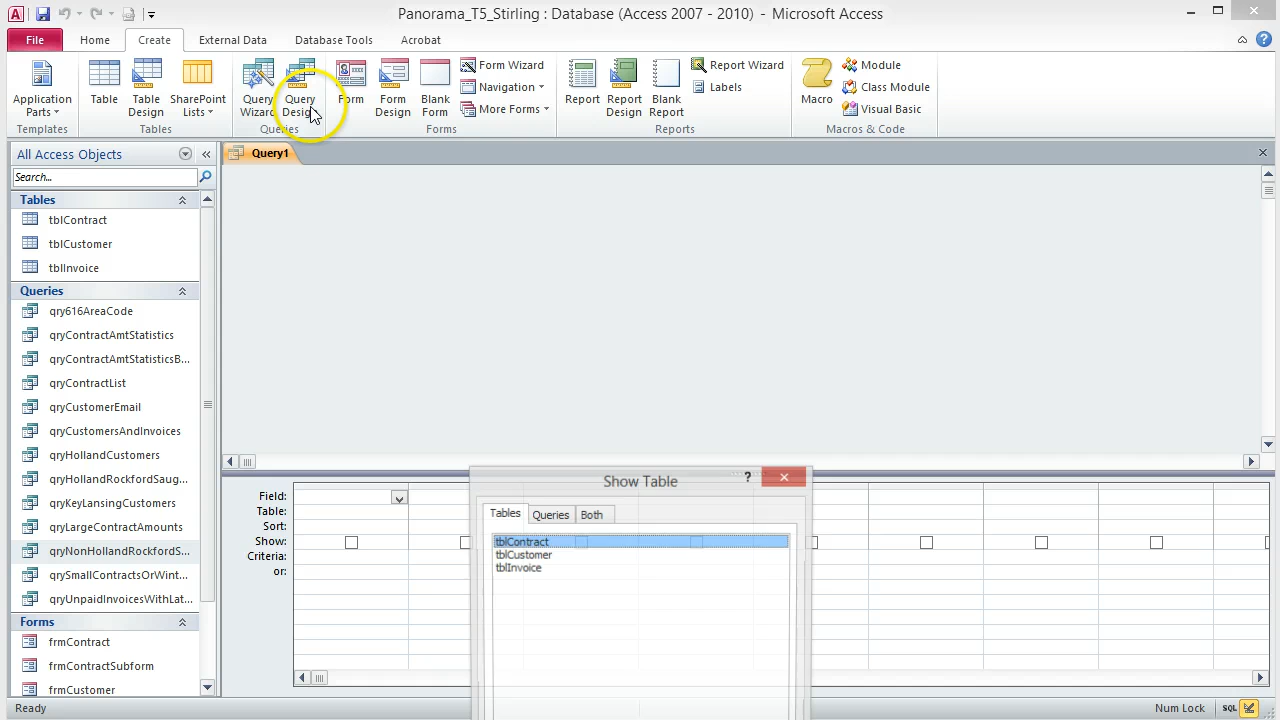 Panorama_T5_Stirling : Database (Access 2007 - 2010) - Microsoft Access
File Home Create External Data Database Tools Acrobat
Application Parts
Templates
Table
Table Design
SharePoint Lists
Tables
Query Wizard
Query Design
Queries
Form
Form Design
Blank Form
Form Wizard
Navigation
More Forms
Forms
Report
Report Design
Blank Report
Report Wizard
Labels
Reports
Macro
Module
Class Module
Visual Basic
Macros & Code
All Access Objects
Search...
Tables
tblContract
tblCustomer
tblInvoice
Queries
qry616AreaCode
qryContractAmtStatistics
qryContractAmtStatisticsB...
qryContractList
qryCustomerEmail
qryCustomersAndInvoices
qryHollandCustomers
qryHollandRockfordSaug...
qryKeyLansingCustomers
qryLargeContractAmounts
qryNonHollandRockfordS...
qrySmallContractsOrWint...
qryUnpaidInvoicesWithLat...
Forms
frmContract
frmContractSubform
frmCustomer
Query1
Field:
Table:
Sort:
Show:
Criteria:
or:
Show Table
Tables Queries Both
tblContract
tblCustomer
tblInvoice
Ready
Num Lock
SQL